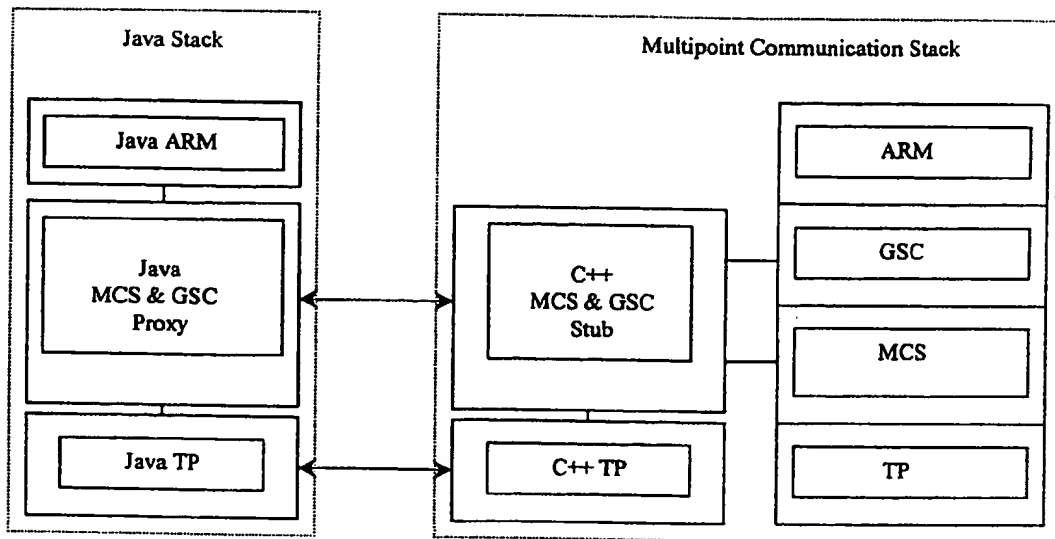 Java Stack
Java ARM
Java
MCS & GSC
Proxy
Java TP
Multipoint Communication Stack
C++
MCS & GSC
Stub
C++ TP
ARM
GSC
MCS
TP